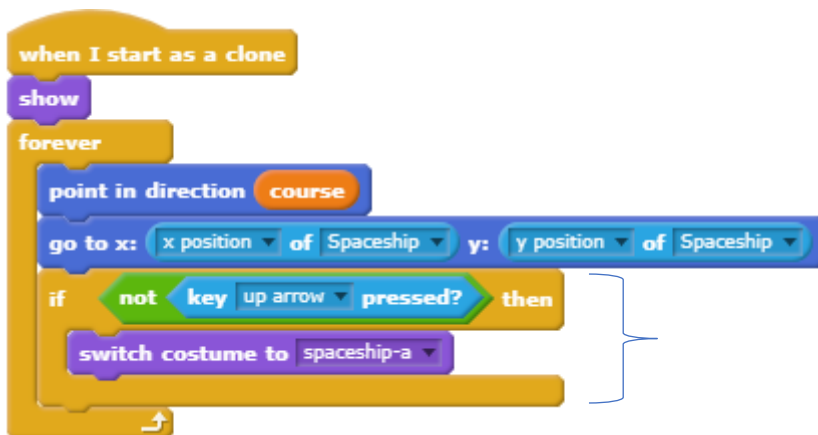 when I start as a clone
show
forever
point in direction course
go to x: x position of Spaceship y: y position of Spaceship
if not key up arrow pressed? then
switch costume to spaceship-a